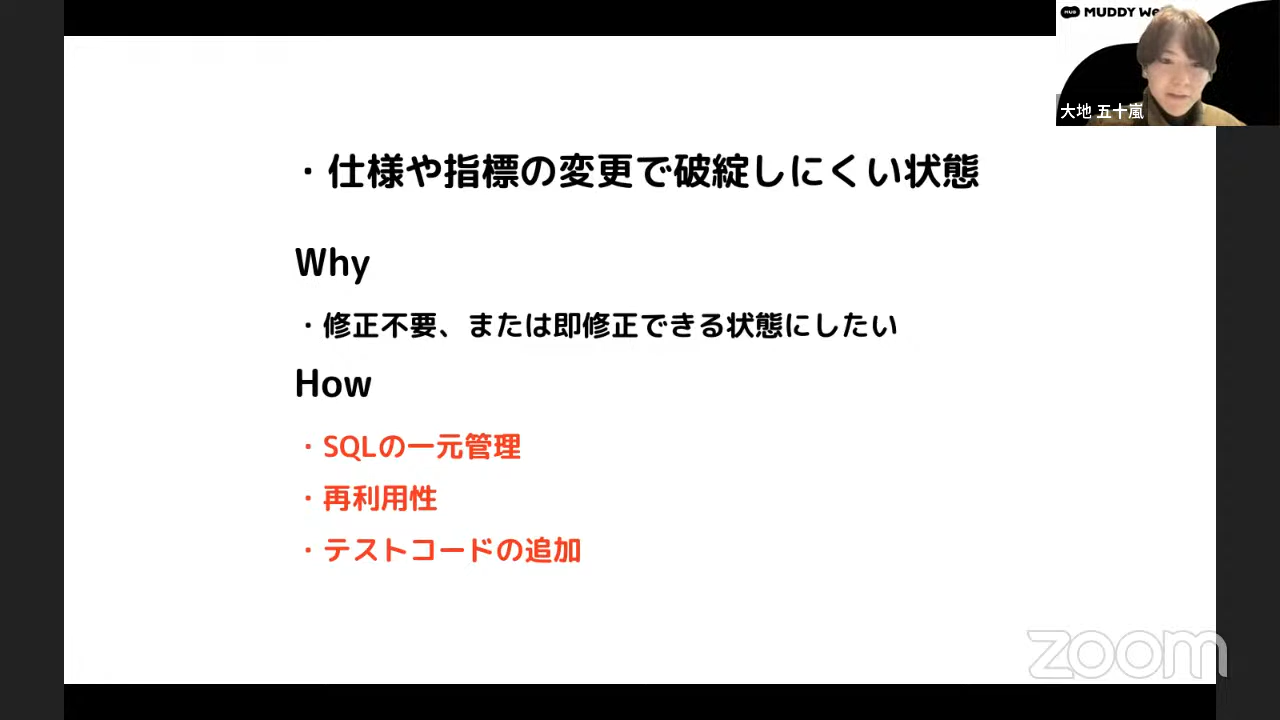 MUDDY We
大地 五十嵐
・仕様や指標の変更で破綻しにくい状態
Why
・修正不要、または即修正できる状態にしたい
How
・SQLの一元管理
・再利用性
・テストコードの追加
zoom